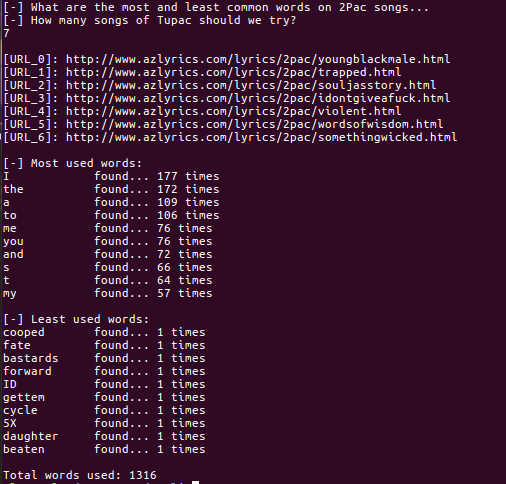 [-] What are the most and least common words on 2Pac songs...
[-] How many songs of Tupac should we try?
7
[URL_0]: http://www.azlyrics.com/lyrics/2pac/youngblackmale.html
[URL_1]: http://www.azlyrics.com/lyrics/2pac/trapped.html
[URL_2]: http://www.azlyrics.com/lyrics/2pac/souljasstory.html
[URL_3]: http://www.azlyrics.com/lyrics/2pac/idontgiveafuck.html
[URL_4]: http://www.azlyrics.com/lyrics/2pac/violent.html
[URL_5]: http://www.azlyrics.com/lyrics/2pac/wordsofwisdom.html
[URL_6]: http://www.azlyrics.com/lyrics/2pac/somethingwicked.html
[-] Most used words:
I found... 177 times
the found... 172 times
a found... 109 times
to found... 106 times
me found... 76 times
you found... 76 times
and found... 72 times
s found... 66 times
t found... 64 times
my found... 57 times
[-] Least used words:
cooped found... 1 times
fate found... 1 times
bastards found... 1 times
forward found... 1 times
ID found... 1 times
gettem found... 1 times
cycle found... 1 times
5X found... 1 times
daughter found... 1 times
beaten found... 1 times
Total words used: 1316